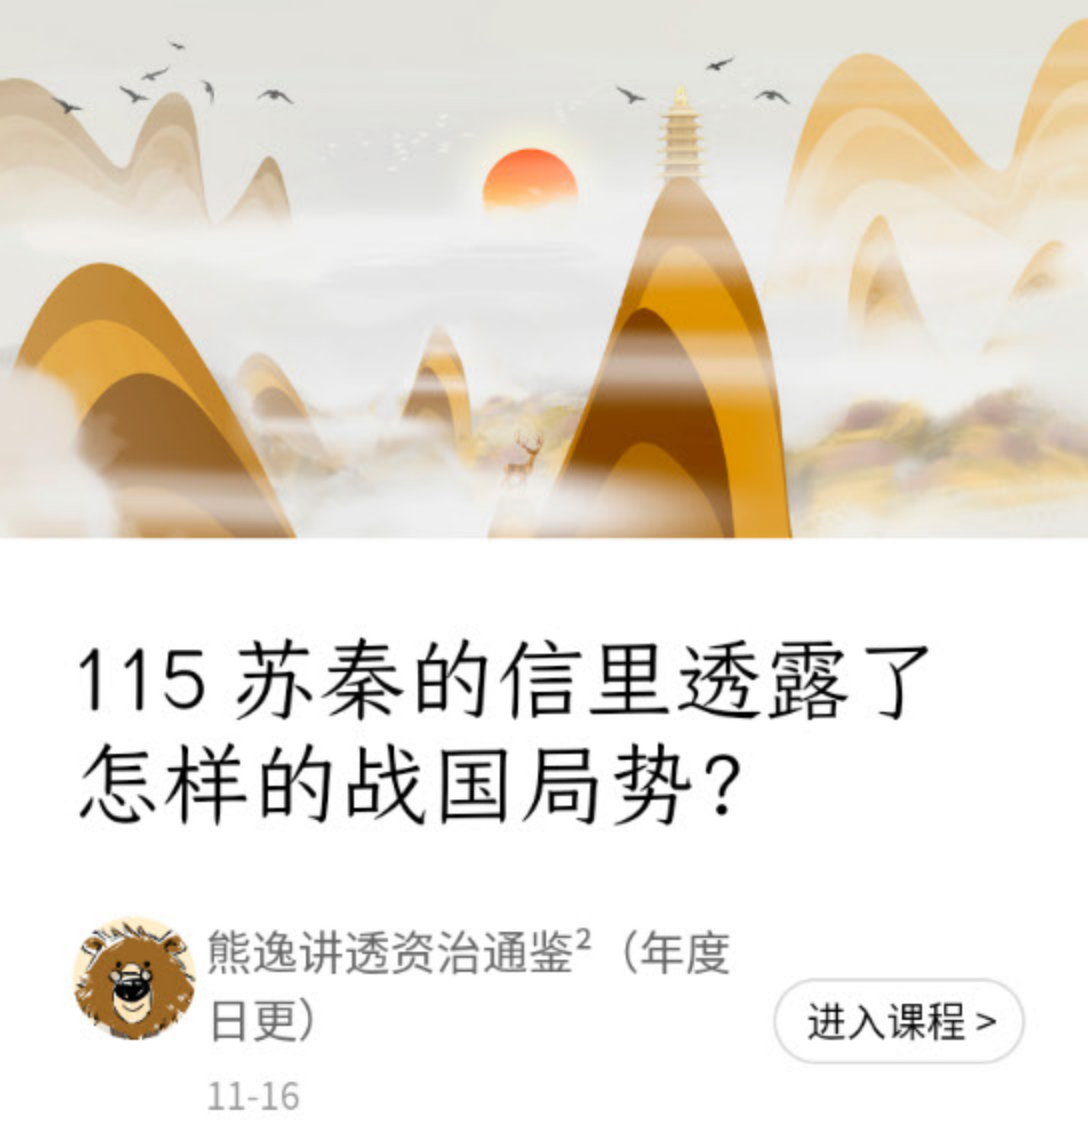 115 苏秦的信里透露了
怎样的战国局势?
熊逸讲透资治通鉴²（年度
日更）
进入课程 >
11-16